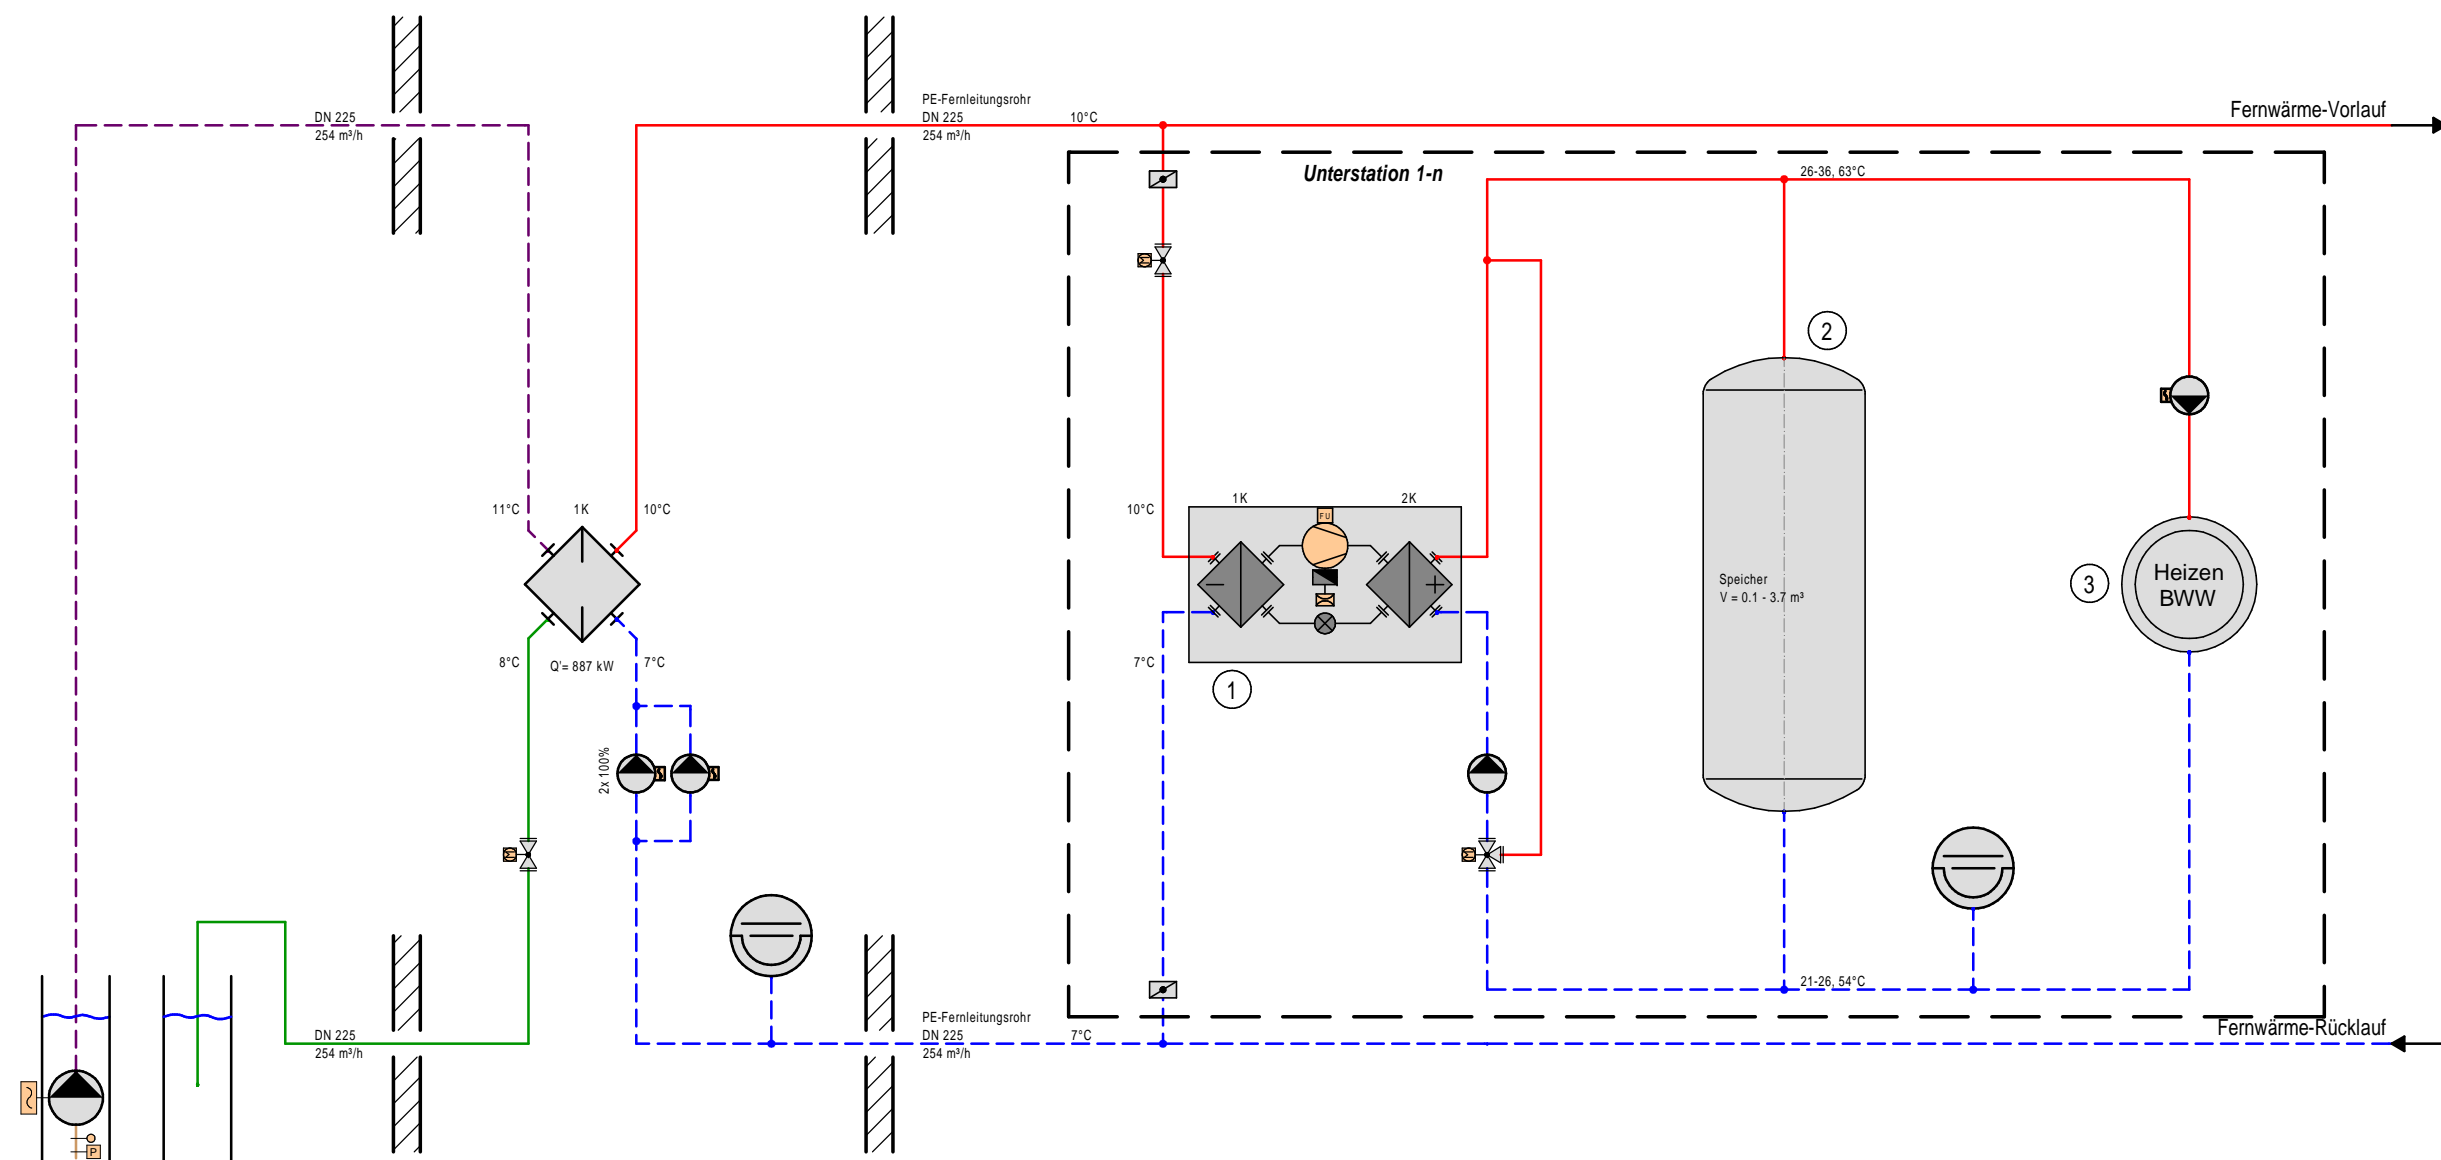 PE-Fernleitungsrohr
DN 225
254 m³/h
DN 225
254 m³/h
10°C
Fernwärme-Vorlauf
Unterstation 1-n
26-36, 63°C
2
11°C
1K
10°C
10°C
1K
2K
FU
8°C
Q'= 887 kW
7°C
7°C
1
Speicher
V = 0.1 - 3.7 m³
3
Heizen
BWW
2x 100%
21-26, 54°C
PE-Fernleitungsrohr
DN 225
254 m³/h
DN 225
254 m³/h
7°C
Fernwärme-Rücklauf
P